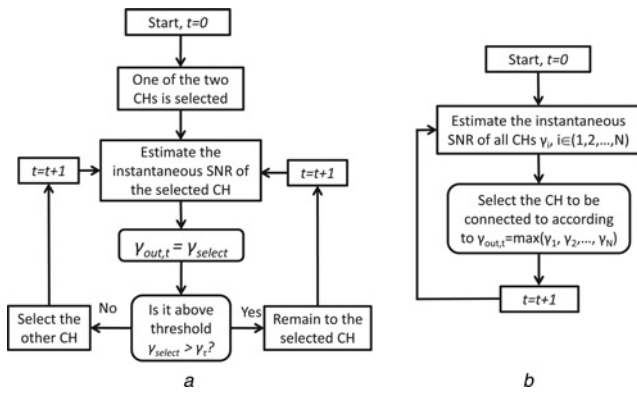 Start, t=0
One of the two
CHs is selected
Estimate the
instantaneous SNR of
the selected CH
t=t+1
t=t+1
γout,t = γselect
Is it above
threshold
γselect > γτ?
No
Yes
Select the
other CH
Remain to the
selected CH
a
Start, t=0
Estimate the instantaneous
SNR of all CHs γi, i∈(1,2,...,N)
Select the CH to be
connected to according
to γout,t=max(γ1, γ2,..., γN)
t=t+1
b